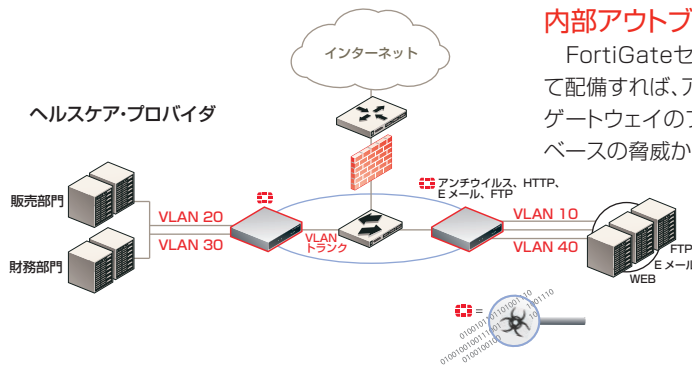 内部アウトブ
FortiGateセ
て配備すれば、ア
ゲートウェイのフ
ベースの脅威か
インターネット
ヘルスケア・プロバイダ
アンチウイルス、HTTP、
Eメール、FTP
販売部門
VLAN 20
VLAN 10
財務部門
VLAN 30
VLAN
トランク
VLAN 40
FTP
Eメール
WEB
=